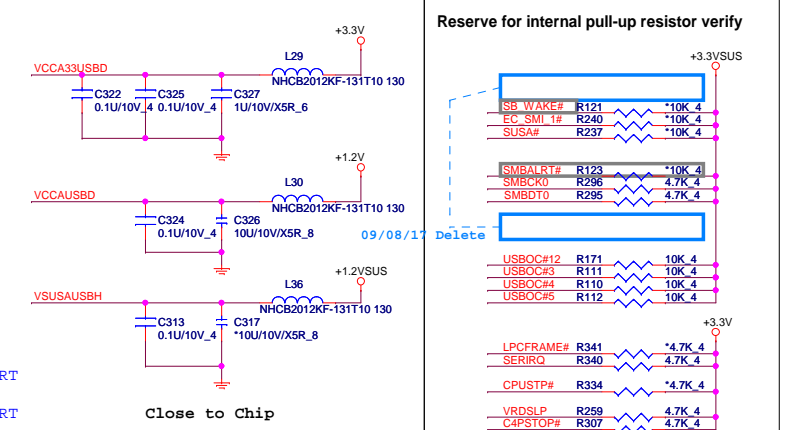 +3.3V
L29
VCCA33USBD
NHCB2012KF-131T10 130
C322
0.1U/10V_4
C325
0.1U/10V_4
C327
1U/10V/X5R_6
+1.2V
L30
VCCAUSBD
NHCB2012KF-131T10 130
C324
0.1U/10V_4
C326
10U/10V/X5R_8
+1.2VSUS
L36
VSUSAUSBH
NHCB2012KF-131T10 130
C313
0.1U/10V_4
C317
*10U/10V/X5R_8
RT
RT
Close to Chip
Reserve for internal pull-up resistor verify
+3.3VSUS
SB_WAKE# R121 *10K_4
EC_SMI_1# R240 *10K_4
SUSA# R237 *10K_4
SMBALRT# R123 *10K_4
SMBCK0 R296 4.7K_4
SMBDT0 R295 4.7K_4
09/08/17 Delete
USBOC#12 R171 10K_4
USBOC#3 R111 10K_4
USBOC#4 R110 10K_4
USBOC#5 R112 10K_4
+3.3V
LPCFRAME# R341 *4.7K_4
SERIRQ R340 4.7K_4
CPUSTP# R334 *4.7K_4
VRDSLP R259 4.7K_4
C4PSTOP# R307 4.7K_4